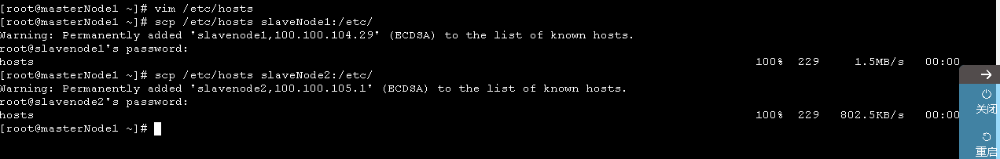 [root@masterNode1 ~]# vim /etc/hosts
[root@masterNode1 ~]# scp /etc/hosts slaveNode1:/etc/
Warning: Permanently added 'slavenode1,100.100.104.29' (ECDSA) to the list of known hosts.
root@slavenode1's password:
hosts 100% 229 1.5MB/s 00:00
[root@masterNode1 ~]# scp /etc/hosts slaveNode2:/etc/
Warning: Permanently added 'slavenode2,100.100.105.1' (ECDSA) to the list of known hosts.
root@slavenode2's password:
hosts 100% 229 802.5KB/s 00:00
[root@masterNode1 ~]#
关闭
重启